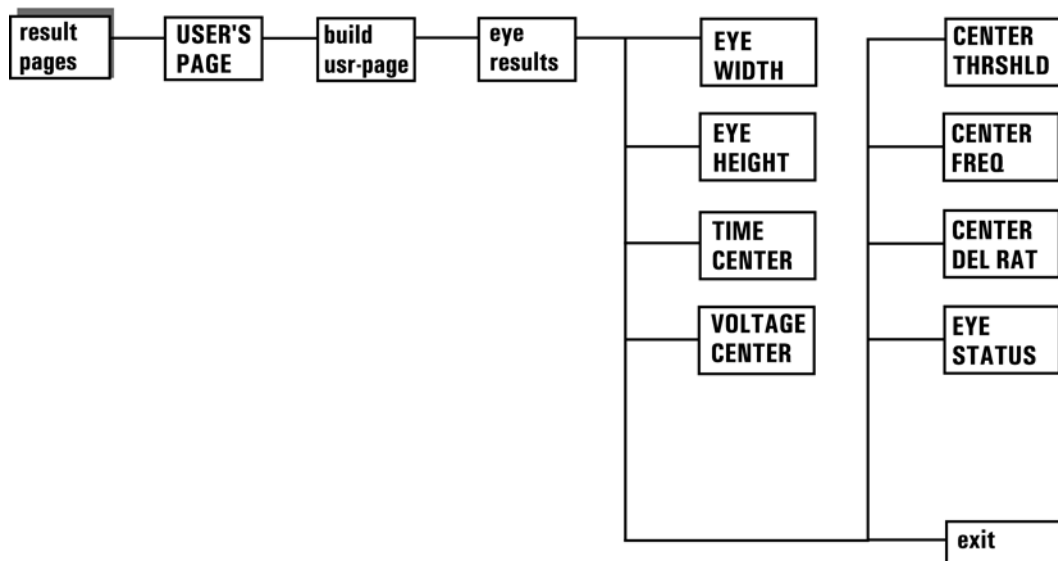 result
pages
USER'S
PAGE
build
usr-page
eye
results
EYE
WIDTH
EYE
HEIGHT
TIME
CENTER
VOLTAGE
CENTER
CENTER
THRSHLD
CENTER
FREQ
CENTER
DEL RAT
EYE
STATUS
exit